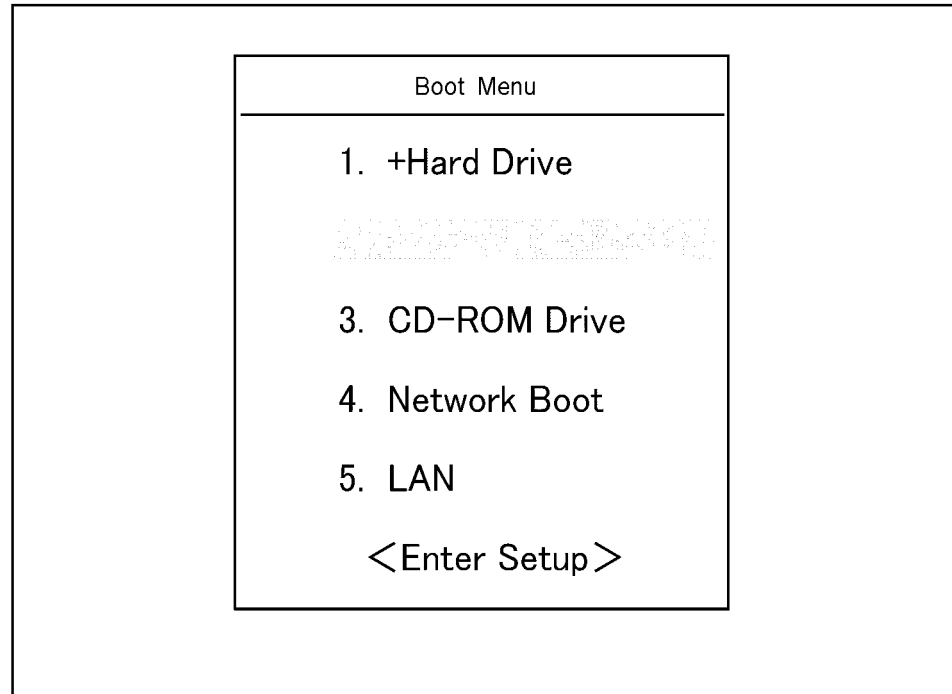 Boot Menu
1. +Hard Drive
3. CD-ROM Drive
4. Network Boot
5. LAN
<Enter Setup>